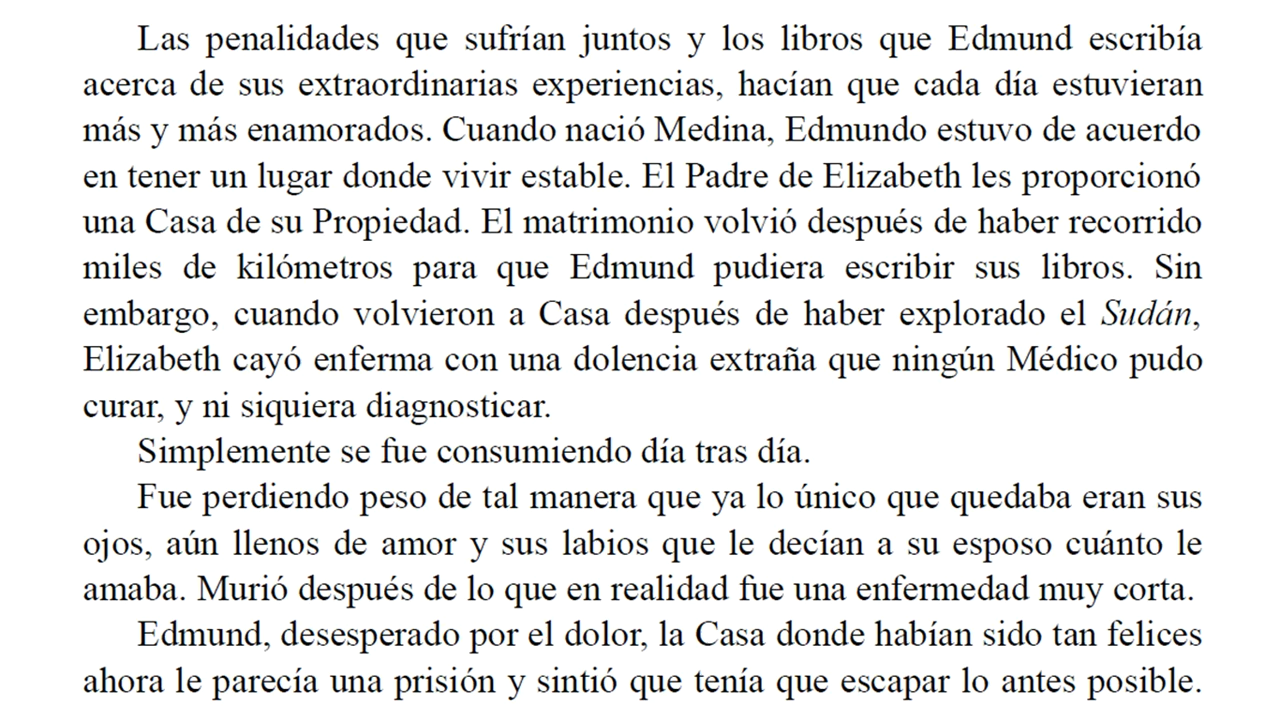 Las penalidades que sufrían juntos y los libros que Edmund escribía
acerca de sus extraordinarias experiencias, hacían que cada día estuvieran
más y más enamorados. Cuando nació Medina, Edmundo estuvo de acuerdo
en tener un lugar donde vivir estable. El Padre de Elizabeth les proporcionó
una Casa de su Propiedad. El matrimonio volvió después de haber recorrido
miles de kilómetros para que Edmund pudiera escribir sus libros. Sin
embargo, cuando volvieron a Casa después de haber explorado el Sudán,
Elizabeth cayó enferma con una dolencia extraña que ningún Médico pudo
curar, y ni siquiera diagnosticar.
Simplemente se fue consumiendo día tras día.
Fue perdiendo peso de tal manera que ya lo único que quedaba eran sus
ojos, aún llenos de amor y sus labios que le decían a su esposo cuánto le
amaba. Murió después de lo que en realidad fue una enfermedad muy corta.
Edmund, desesperado por el dolor, la Casa donde habían sido tan felices
ahora le parecía una prisión y sintió que tenía que escapar lo antes posible.